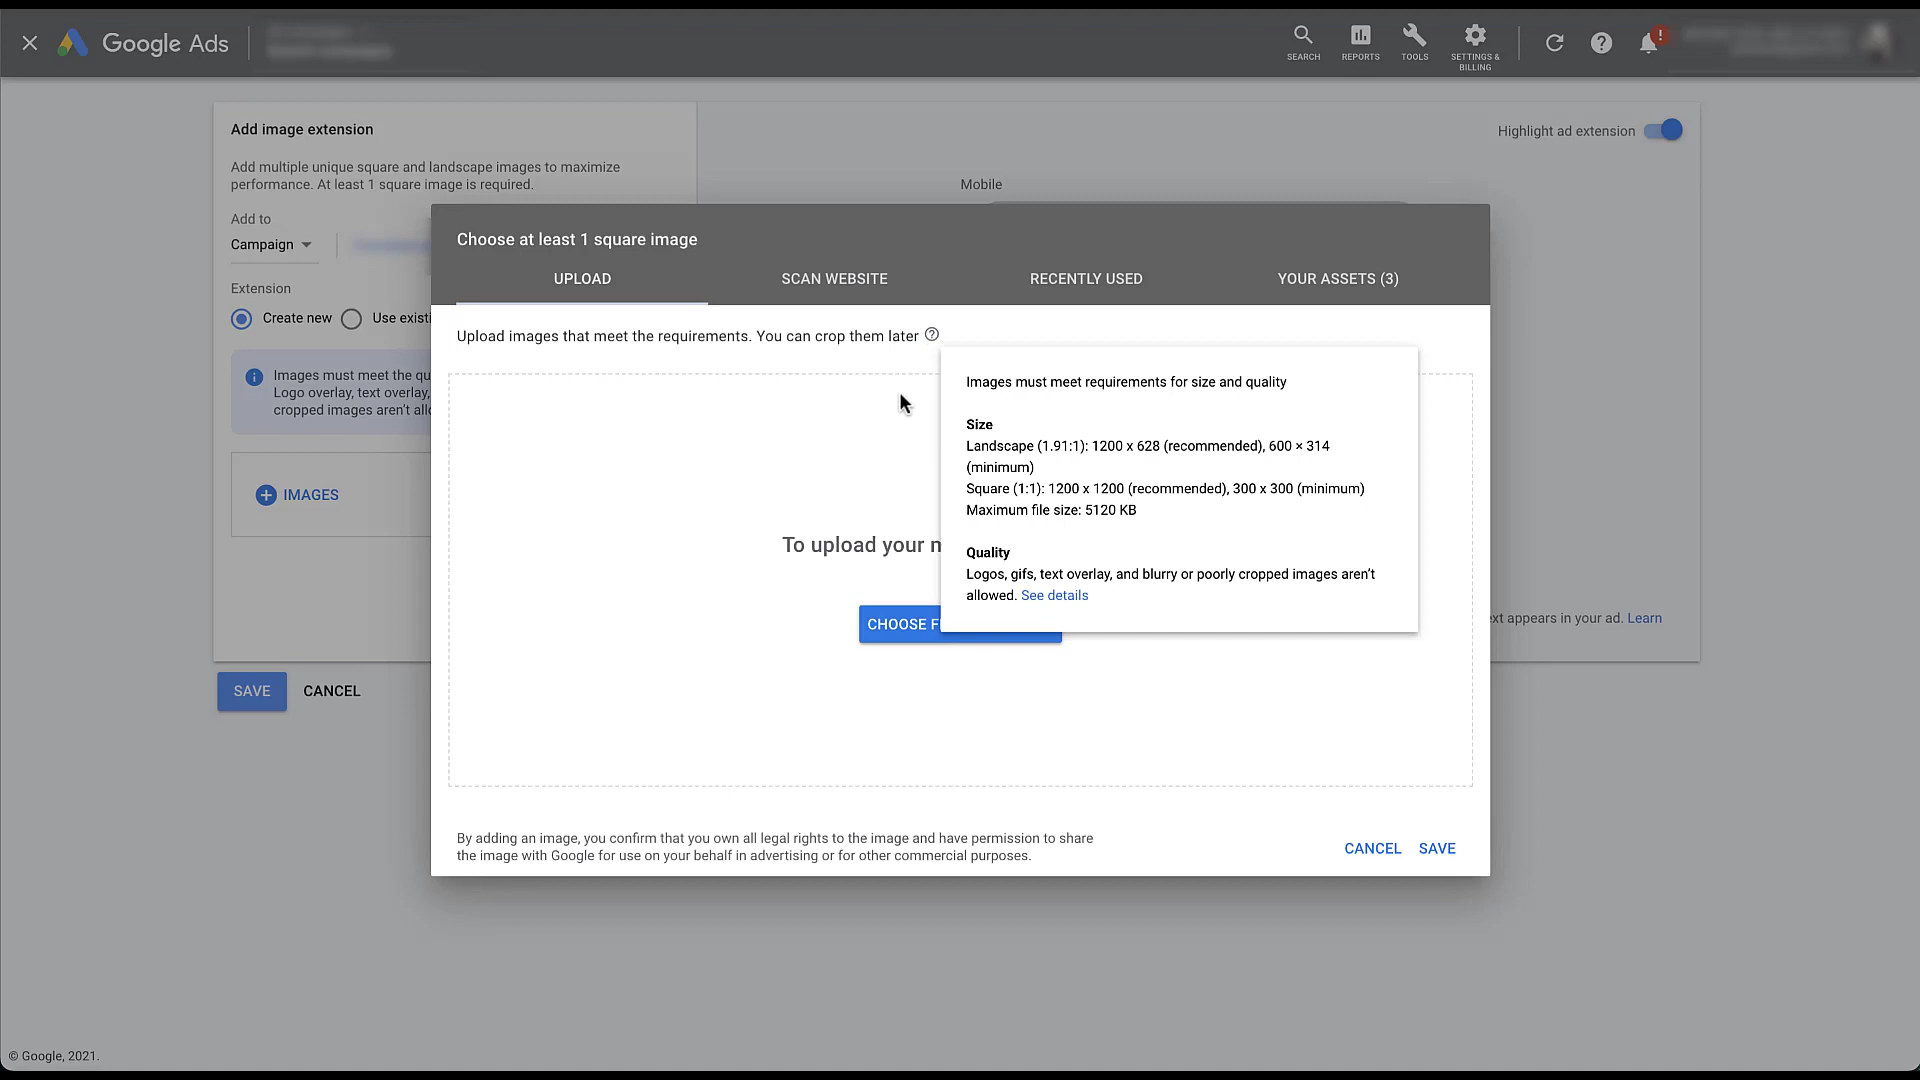 Google Ads
SEARCH
REPORTS
TOOLS
SETTINGS &
BILLING
!
Add image extension
Add multiple unique square and landscape images to maximize
performance. At least 1 square image is required.
Add to
Campaign
Extension
Create new
Use existi
Images must meet the qu
Logo overlay, text overlay,
cropped images aren't all
IMAGES
SAVE
CANCEL
Highlight ad extension
Mobile
ext appears in your ad. Learn
Choose at least 1 square image
UPLOAD
SCAN WEBSITE
RECENTLY USED
YOUR ASSETS (3)
Upload images that meet the requirements. You can crop them later
Images must meet requirements for size and quality
Size
Landscape (1.91:1): 1200 x 628 (recommended), 600 × 314
(minimum)
Square (1:1): 1200 x 1200 (recommended), 300 x 300 (minimum)
Maximum file size: 5120 KB
Quality
Logos, gifs, text overlay, and blurry or poorly cropped images aren't
allowed. See details
To upload your
CHOOSE F
By adding an image, you confirm that you own all legal rights to the image and have permission to share
the image with Google for use on your behalf in advertising or for other commercial purposes.
CANCEL
SAVE
© Google, 2021.